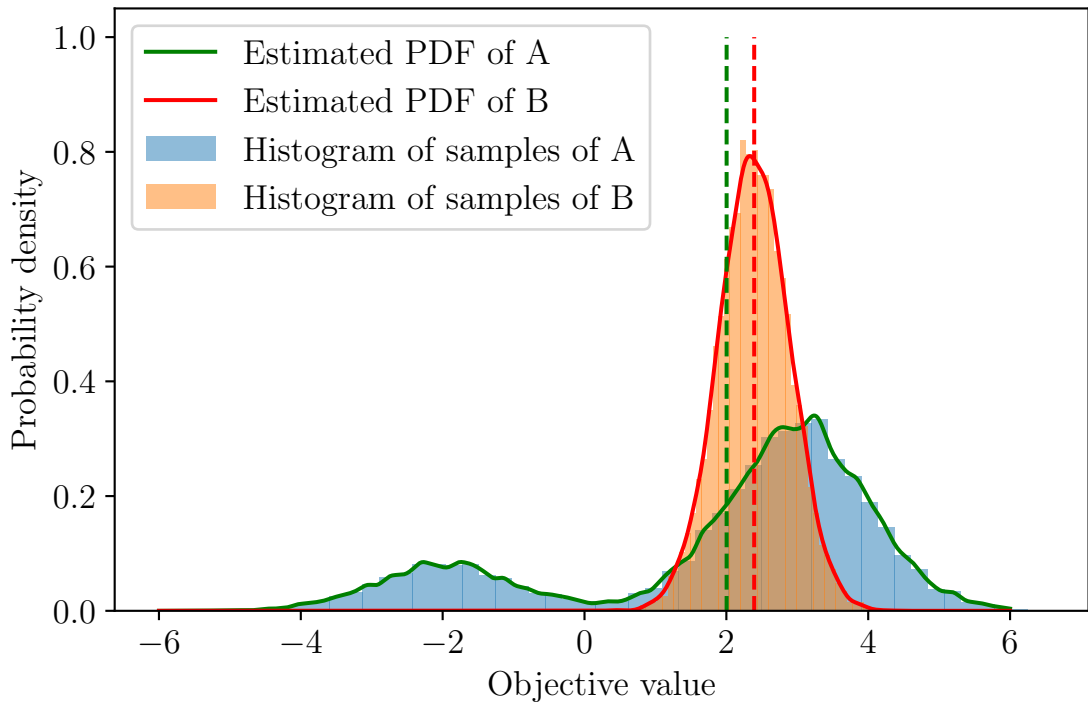 1.0
0.8
0.6
0.4
0.2
0.0
Probability density
Estimated PDF of A
Estimated PDF of B
Histogram of samples of A
Histogram of samples of B
−6 −4 −2 0 2 4 6
Objective value